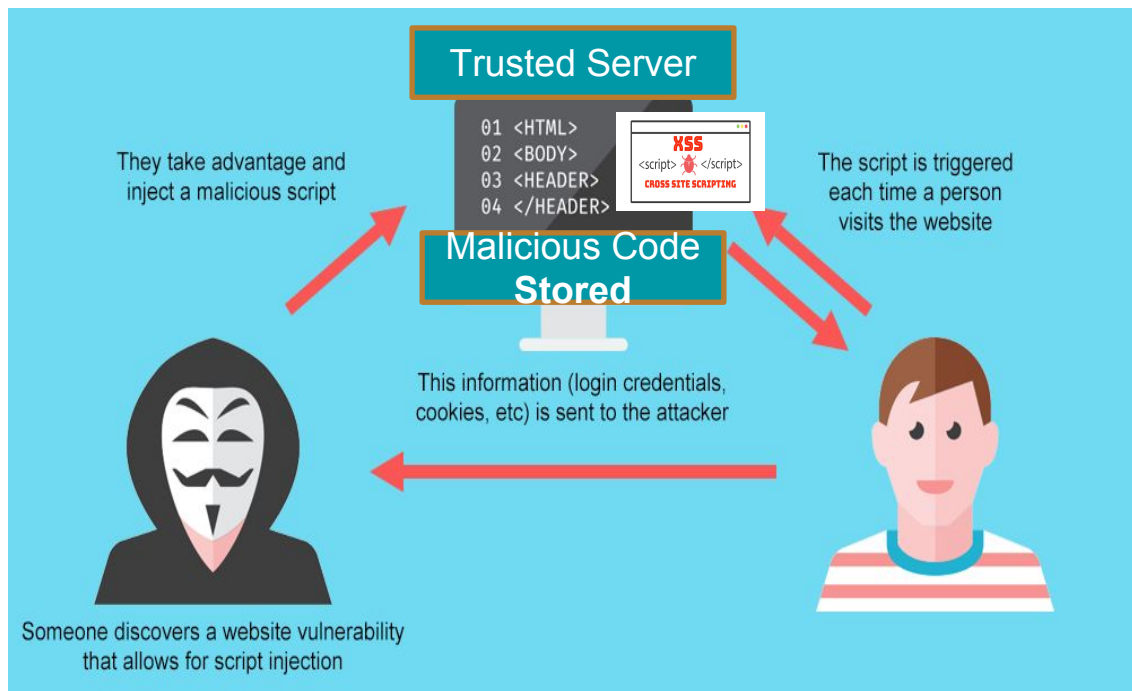 Trusted Server
01 <HTML>
02 <BODY>
03 <HEADER>
04 </HEADER>
XSS
<script> </script>
CROSS SITE SCRIPTING
Malicious Code
Stored
They take advantage and
inject a malicious script
The script is triggered
each time a person
visits the website
This information (login credentials,
cookies, etc) is sent to the attacker
Someone discovers a website vulnerability
that allows for script injection